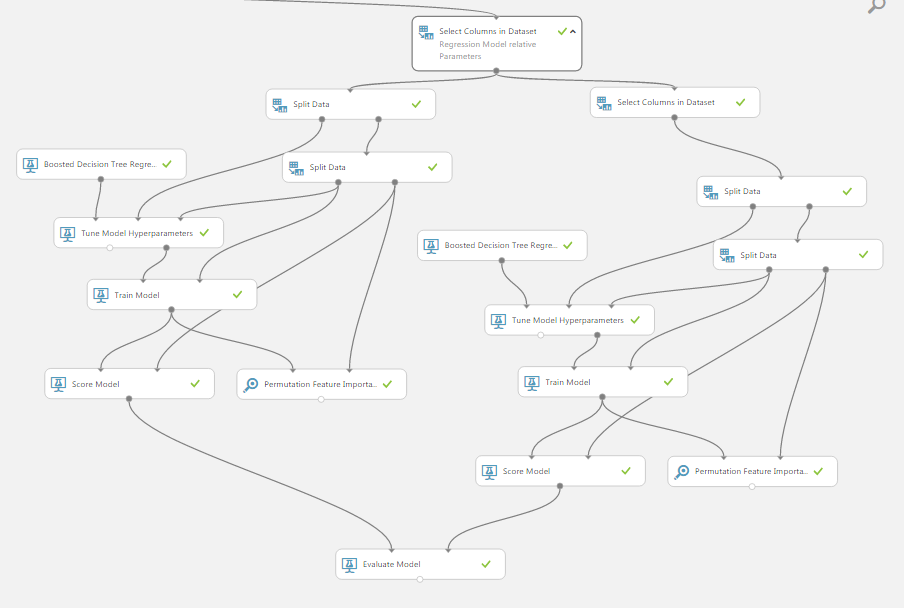 Select Columns in Dataset
Regression Model relative
Parameters
Split Data
Select Columns in Dataset
Boosted Decision Tree Regre...
Split Data
Split Data
Tune Model Hyperparameters
Boosted Decision Tree Regre...
Split Data
Train Model
Tune Model Hyperparameters
Score Model
Permutation Feature Importa...
Train Model
Score Model
Permutation Feature Importa...
Evaluate Model